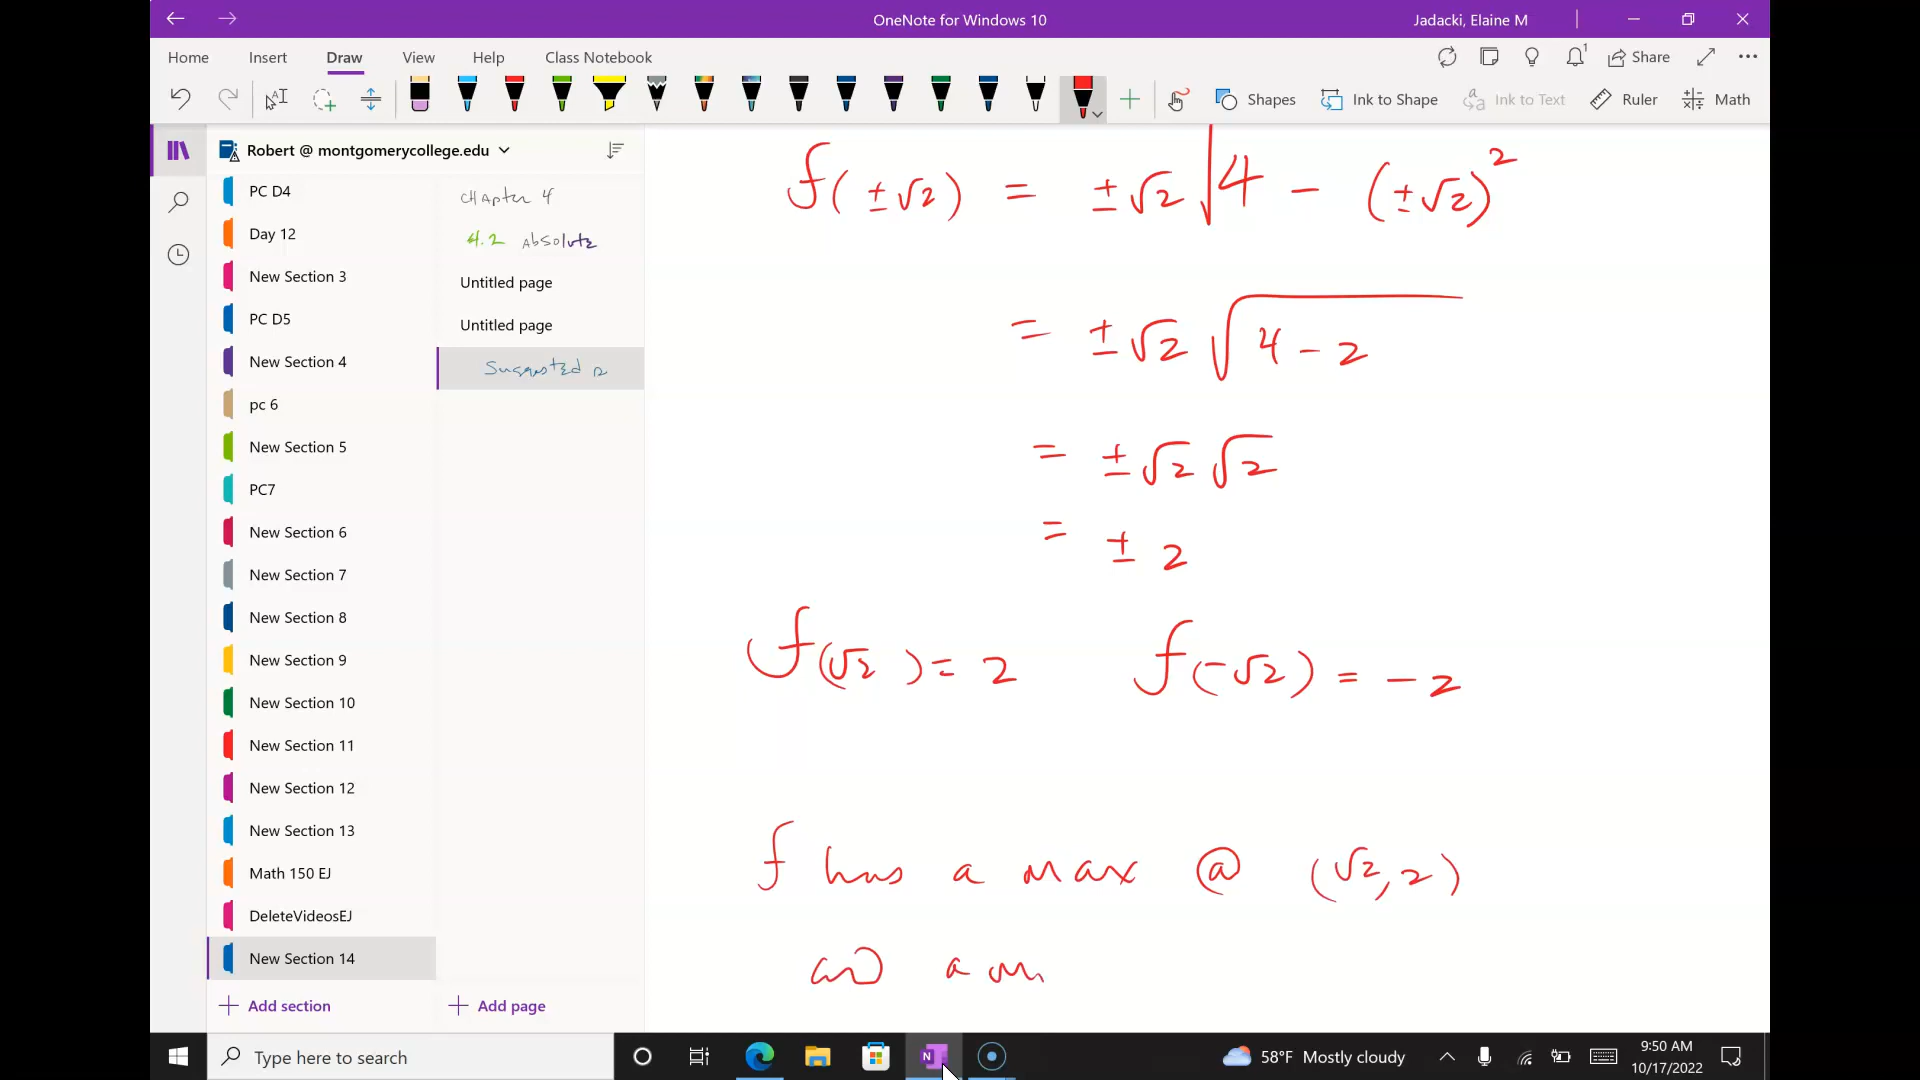 OneNote for Windows 10
Jadacki, Elaine M
Home Insert Draw View Help Class Notebook
1
Share
Shapes Ink to Shape Ink to Text Ruler Math
Robert @ montgomerycollege.edu
PC D4
Day 12
New Section 3
PC D5
New Section 4
pc 6
New Section 5
PC7
New Section 6
New Section 7
New Section 8
New Section 9
New Section 10
New Section 11
New Section 12
New Section 13
Math 150 EJ
DeleteVideosEJ
New Section 14
Add section
CHAPTER 4
4.2 ABSOLUTE
Untitled page
Untitled page
Suggested
Add page
f(±√2) = ±√2 √4 - (±√2)²
= ±√2 √4 - 2
= ±√2 √2
= ± 2
f(√2) = 2 f(-√2) = -2
f has a max @ (√2, 2)
and a m
Type here to search
58°F Mostly cloudy
9:50 AM
10/17/2022